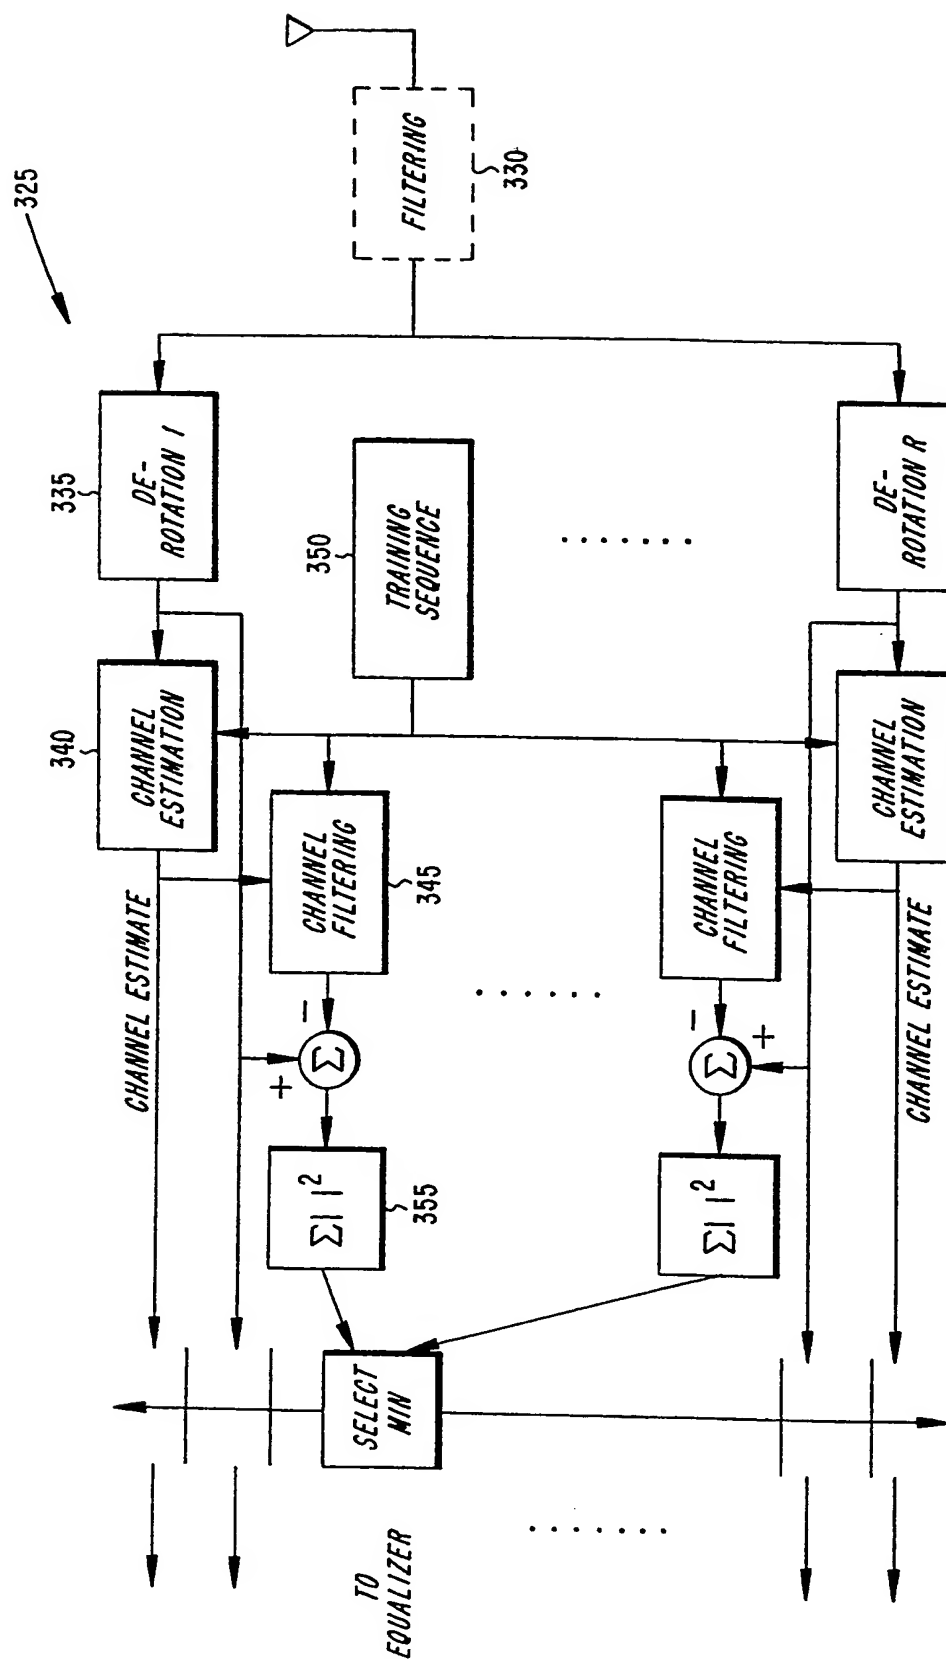 325
FILTERING
330
335
DE-
ROTATION 1
350
TRAINING
SEQUENCE
DE-
ROTATION R
340
CHANNEL
ESTIMATION
CHANNEL
FILTERING
345
CHANNEL
FILTERING
CHANNEL
ESTIMATION
CHANNEL ESTIMATE
CHANNEL ESTIMATE
−
+
Σ
−
+
Σ
Σ| |²
355
Σ| |²
SELECT
MIN
TO
EQUALIZER